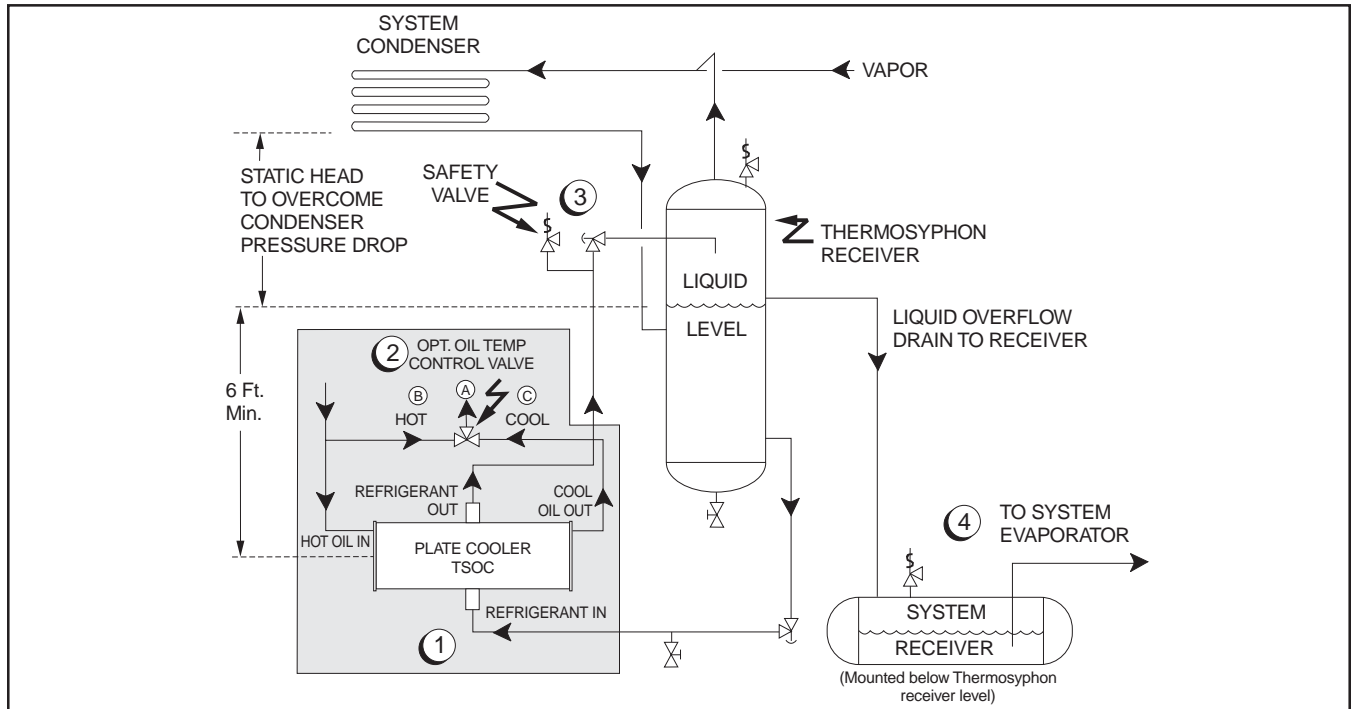 SYSTEM
CONDENSER
VAPOR
STATIC HEAD
TO OVERCOME
CONDENSER
PRESSURE DROP
SAFETY
VALVE
3
S
S
THERMOSYPHON
RECEIVER
LIQUID
LEVEL
LIQUID OVERFLOW
DRAIN TO RECEIVER
6 Ft.
Min.
2
OPT. OIL TEMP
CONTROL VALVE
B
A
C
HOT
COOL
REFRIGERANT
OUT
COOL
OIL OUT
HOT OIL IN
PLATE COOLER
TSOC
REFRIGERANT IN
1
4
TO SYSTEM
EVAPORATOR
S
SYSTEM
RECEIVER
(Mounted below Thermosyphon
receiver level)